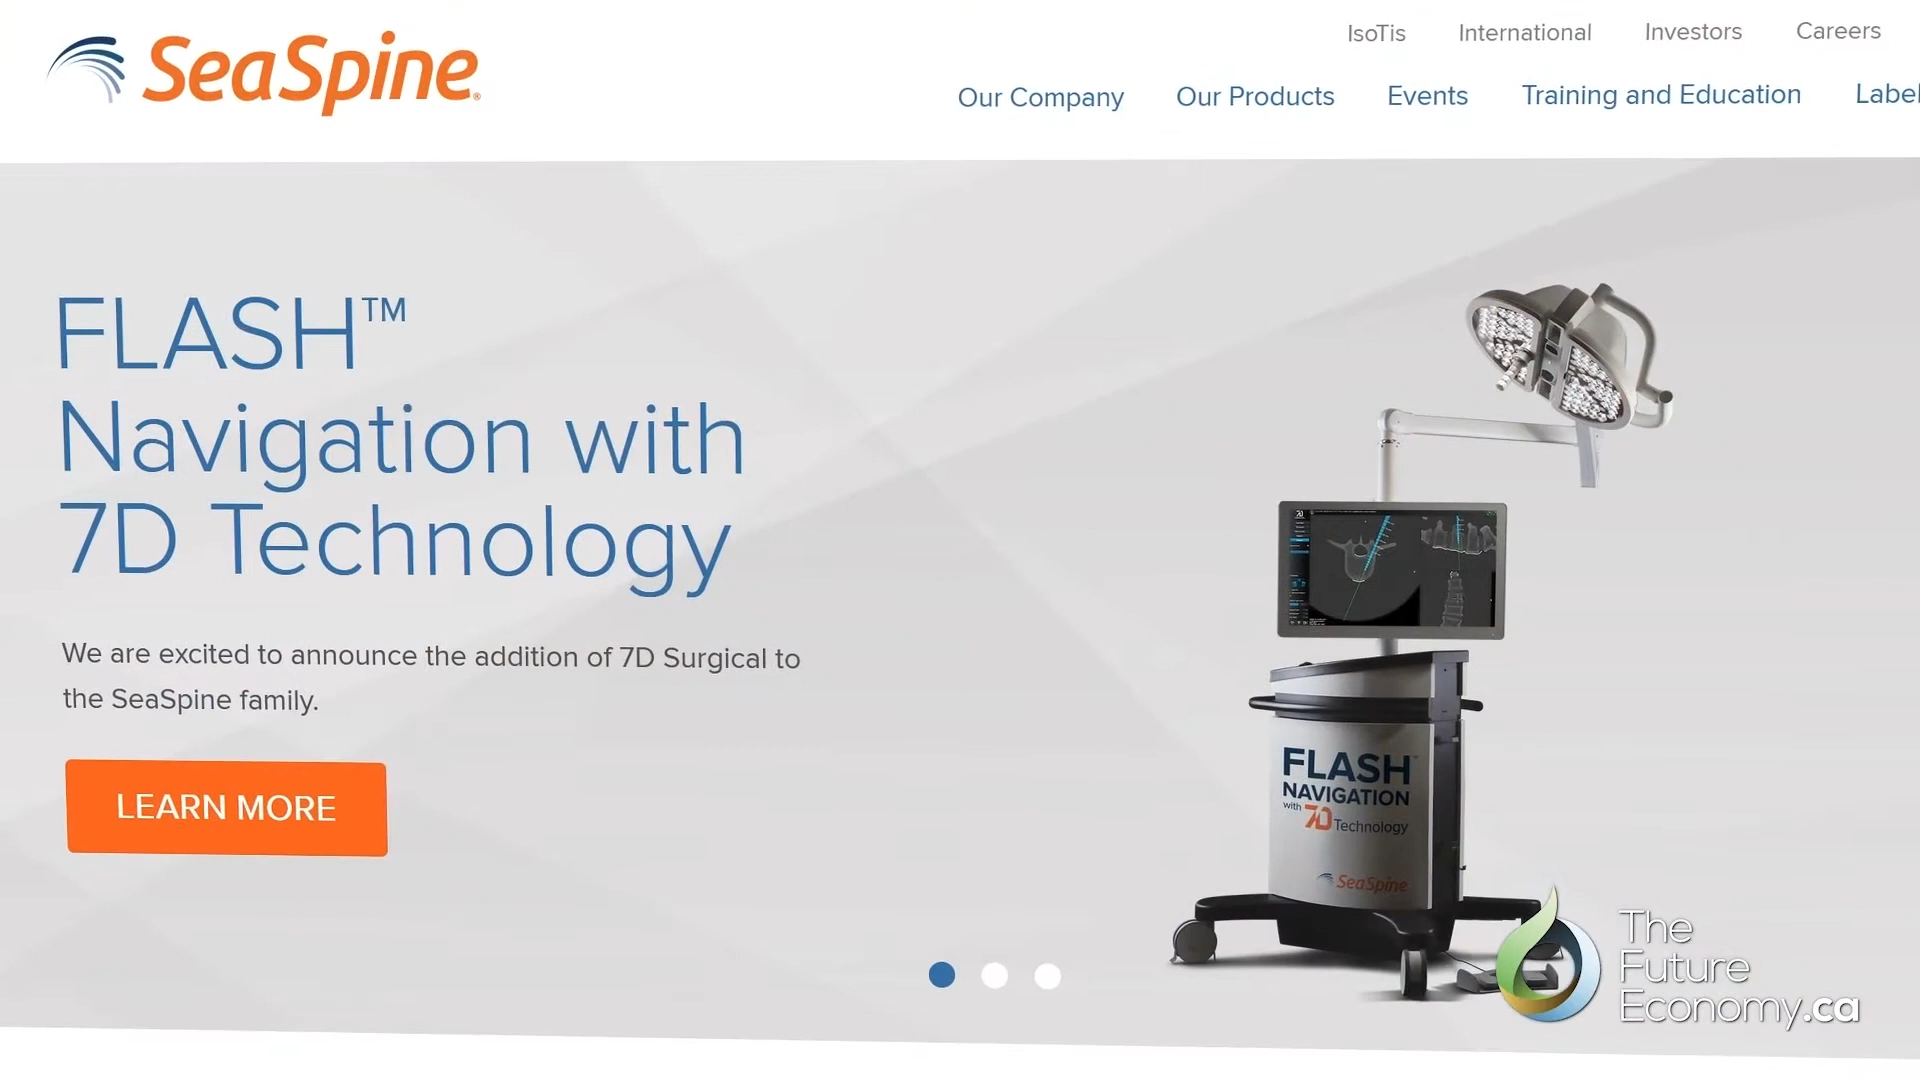 SeaSpine®
IsoTis International Investors Careers
Our Company Our Products Events Training and Education Label
FLASH™
Navigation with
7D Technology
We are excited to announce the addition of 7D Surgical to
the SeaSpine family.
LEARN MORE
FLASH™
NAVIGATION
with 7D Technology
SeaSpine
The
Future
Economy.ca